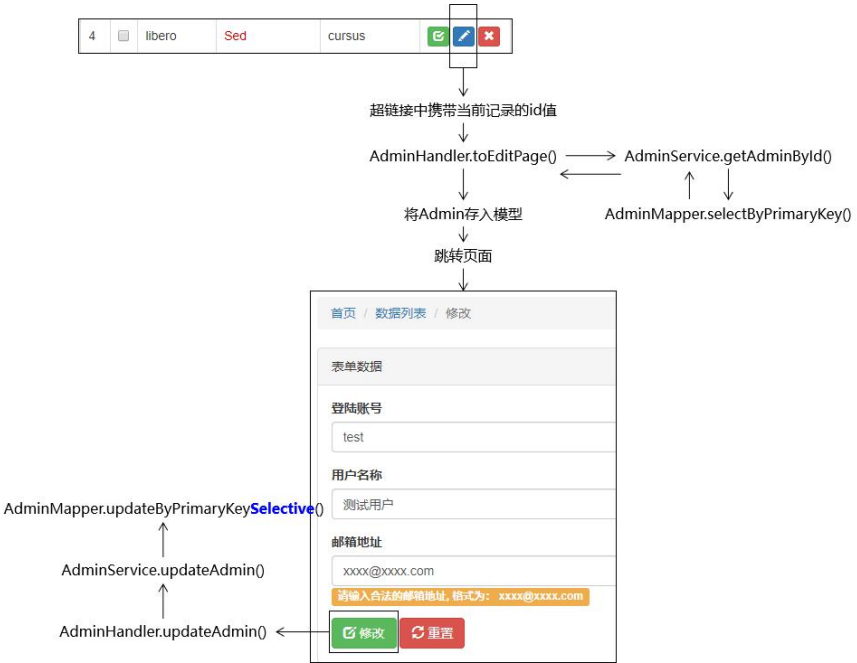 4 libero Sed cursus
超链接中携带当前记录的id值
AdminHandler.toEditPage() AdminService.getAdminById()
将Admin存入模型 AdminMapper.selectByPrimaryKey()
跳转页面
首页 / 数据列表 / 修改
表单数据
登陆账号
test
用户名称
测试用户
邮箱地址
xxxx@xxxx.com
请输入合法的邮箱地址, 格式为: xxxx@xxxx.com
修改 重置
AdminMapper.updateByPrimaryKeySelective()
AdminService.updateAdmin()
AdminHandler.updateAdmin()